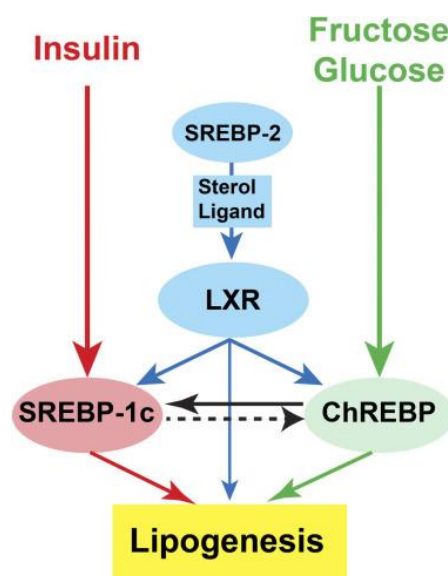 Insulin
Fructose
Glucose
SREBP-2
Sterol
Ligand
LXR
SREBP-1c
ChREBP
Lipogenesis